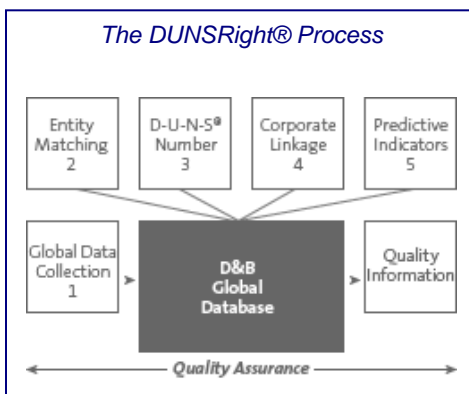 The DUNSRight® Process
Entity
Matching
2
D-U-N-S®
Number
3
Corporate
Linkage
4
Predictive
Indicators
5
Global Data
Collection
1
D&B
Global
Database
Quality
Information
Quality Assurance